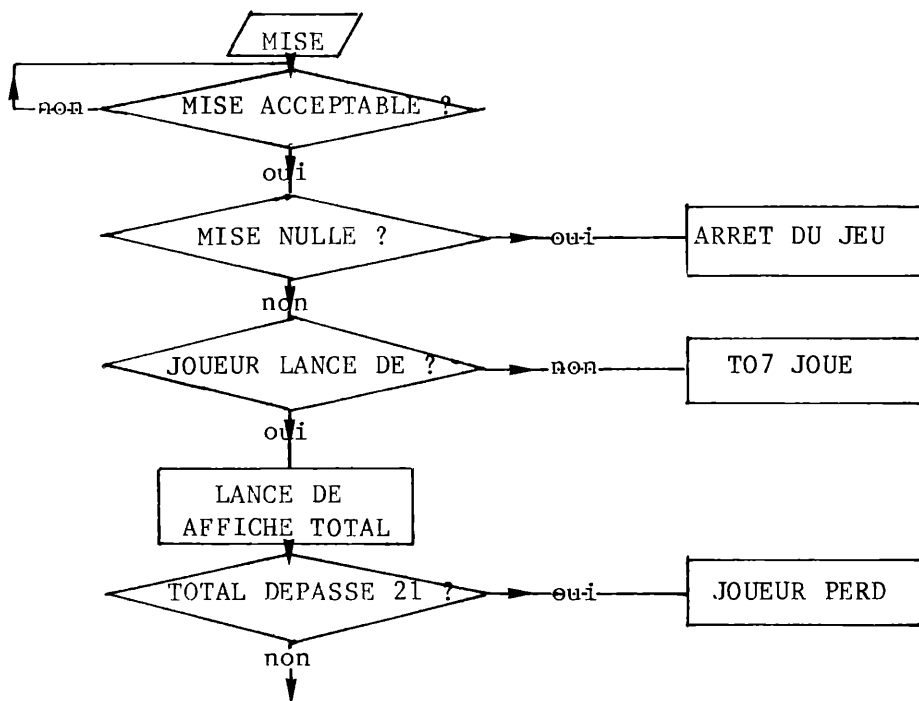 MISE
non
MISE ACCEPTABLE ?
oui
MISE NULLE ?
oui
ARRET DU JEU
non
JOUEUR LANCE DE ?
non
TO7 JOUE
oui
LANCE DE
AFFICHE TOTAL
TOTAL DEPASSE 21 ?
oui
JOUEUR PERD
non